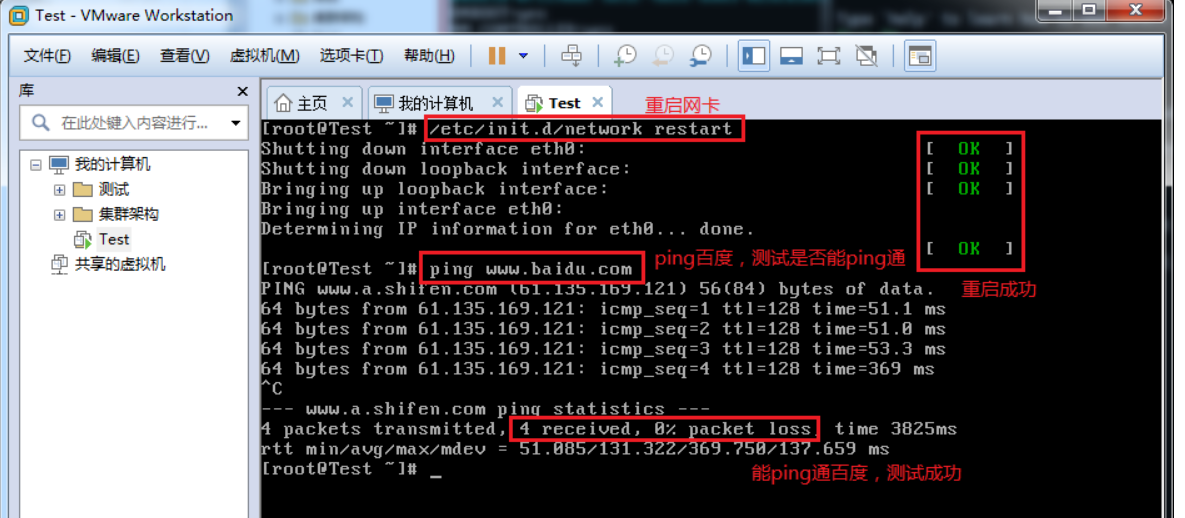 Test - VMware Workstation
文件(F) 编辑(E) 查看(V) 虚拟机(M) 选项卡(T) 帮助(H)
库
在此处键入内容进行...
我的计算机
测试
集群架构
Test
共享的虚拟机
主页 我的计算机 Test
重启网卡
[root@Test ~]# /etc/init.d/network restart
Shutting down interface eth0: [ OK ]
Shutting down loopback interface: [ OK ]
Bringing up loopback interface: [ OK ]
Bringing up interface eth0:
Determining IP information for eth0... done.
[ OK ]
[root@Test ~]# ping www.baidu.com
ping百度，测试是否能ping通
重启成功
PING www.a.shifen.com (61.135.169.121) 56(84) bytes of data.
64 bytes from 61.135.169.121: icmp_seq=1 ttl=128 time=51.1 ms
64 bytes from 61.135.169.121: icmp_seq=2 ttl=128 time=51.0 ms
64 bytes from 61.135.169.121: icmp_seq=3 ttl=128 time=53.3 ms
64 bytes from 61.135.169.121: icmp_seq=4 ttl=128 time=369 ms
^C
--- www.a.shifen.com ping statistics ---
4 packets transmitted, 4 received, 0% packet loss, time 3825ms
rtt min/avg/max/mdev = 51.085/131.322/369.750/137.659 ms
[root@Test ~]# _
能ping通百度，测试成功